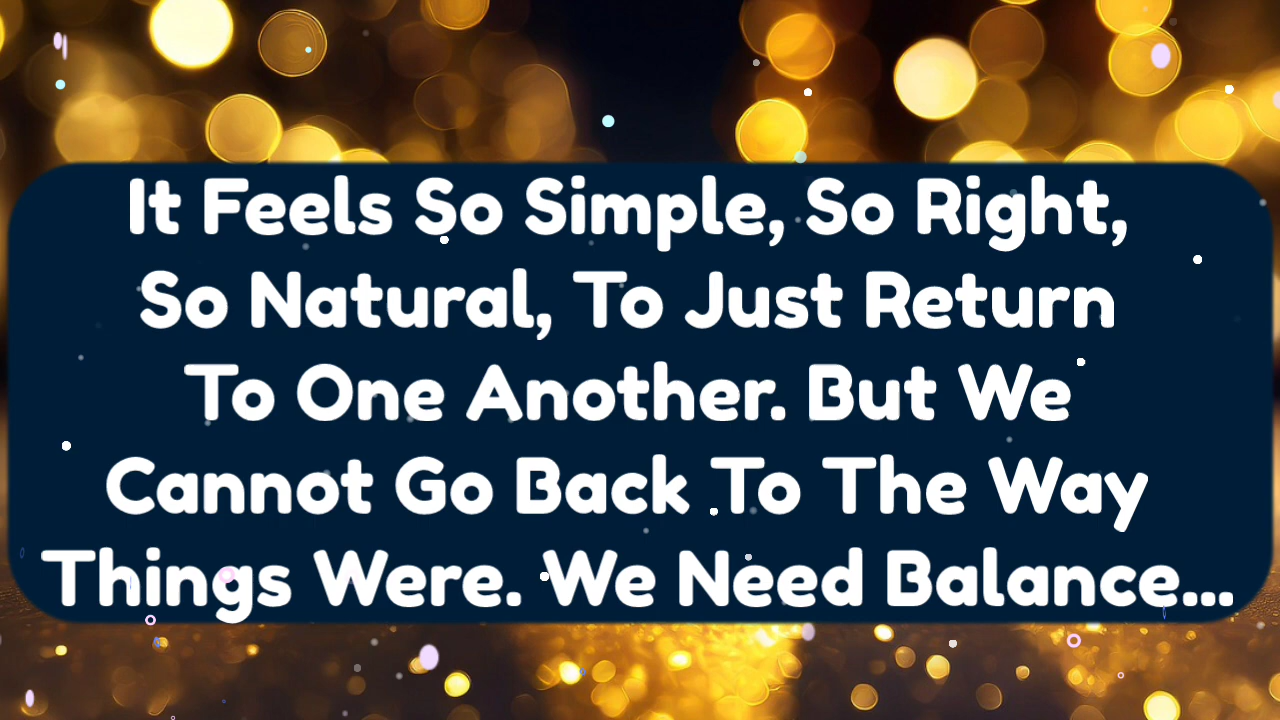 It Feels So Simple, So Right,
So Natural, To Just Return
To One Another. But We
Cannot Go Back To The Way
Things Were. We Need Balance...